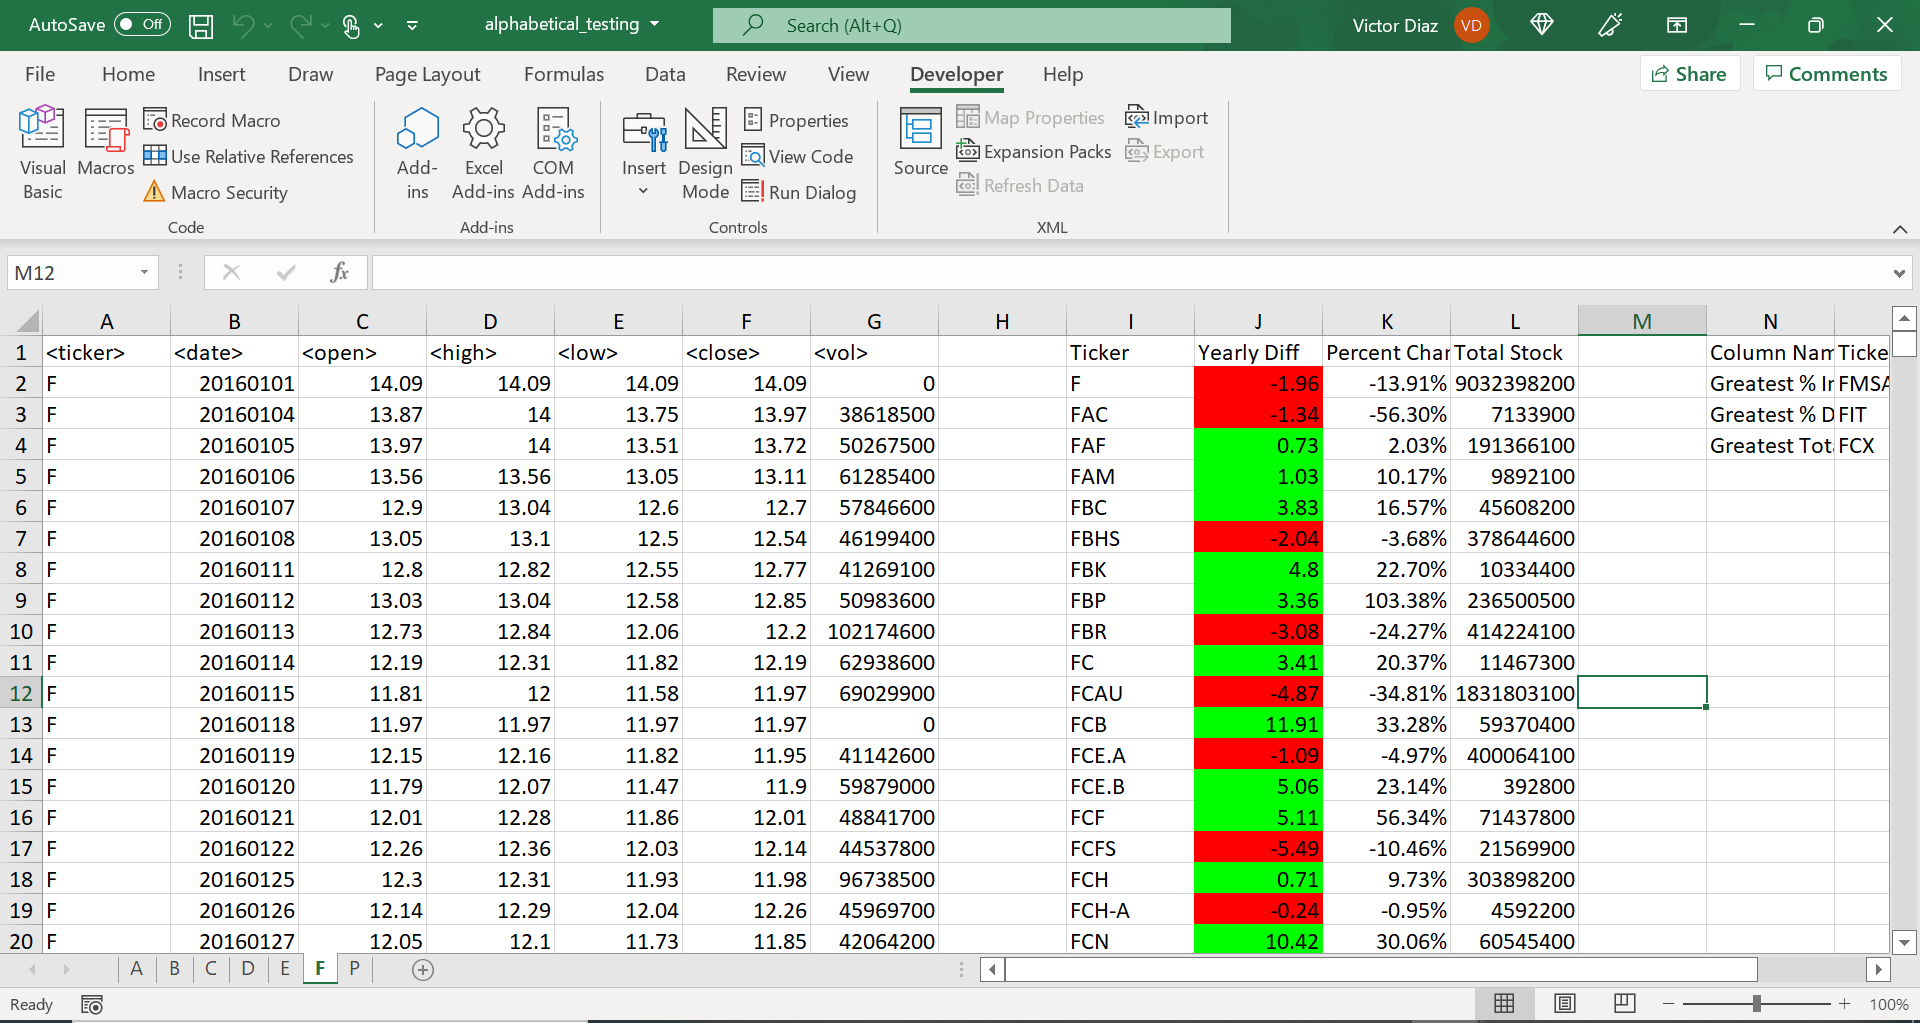 AutoSave Off alphabetical_testing Search (Alt+Q) Victor Diaz VD
File Home Insert Draw Page Layout Formulas Data Review View Developer Help Share Comments
Visual Basic Macros Record Macro Use Relative References Macro Security
Add-ins Excel Add-ins COM Add-ins
Insert Design Mode Properties View Code Run Dialog
Source Map Properties Expansion Packs Refresh Data Import Export
Code Add-ins Controls XML
M12 fx
A B C D E F G H I J K L M N
1 <ticker> <date> <open> <high> <low> <close> <vol> Ticker Yearly Diff Percent Char Total Stock Column Nam Ticke
2 F 20160101 14.09 14.09 14.09 14.09 0 F -1.96 -13.91% 9032398200 Greatest % In FMSA
3 F 20160104 13.87 14 13.75 13.97 38618500 FAC -1.34 -56.30% 7133900 Greatest % D FIT
4 F 20160105 13.97 14 13.51 13.72 50267500 FAF 0.73 2.03% 191366100 Greatest Tota FCX
5 F 20160106 13.56 13.56 13.05 13.11 61285400 FAM 1.03 10.17% 9892100
6 F 20160107 12.9 13.04 12.6 12.7 57846600 FBC 3.83 16.57% 45608200
7 F 20160108 13.05 13.1 12.5 12.54 46199400 FBHS -2.04 -3.68% 378644600
8 F 20160111 12.8 12.82 12.55 12.77 41269100 FBK 4.8 22.70% 10334400
9 F 20160112 13.03 13.04 12.58 12.85 50983600 FBP 3.36 103.38% 236500500
10 F 20160113 12.73 12.84 12.06 12.2 102174600 FBR -3.08 -24.27% 414224100
11 F 20160114 12.19 12.31 11.82 12.19 62938600 FC 3.41 20.37% 11467300
12 F 20160115 11.81 12 11.58 11.97 69029900 FCAU -4.87 -34.81% 1831803100
13 F 20160118 11.97 11.97 11.97 11.97 0 FCB 11.91 33.28% 59370400
14 F 20160119 12.15 12.16 11.82 11.95 41142600 FCE.A -1.09 -4.97% 400064100
15 F 20160120 11.79 12.07 11.47 11.9 59879000 FCE.B 5.06 23.14% 392800
16 F 20160121 12.01 12.28 11.86 12.01 48841700 FCF 5.11 56.34% 71437800
17 F 20160122 12.26 12.36 12.03 12.14 44537800 FCFS -5.49 -10.46% 21569900
18 F 20160125 12.3 12.31 11.93 11.98 96738500 FCH 0.71 9.73% 303898200
19 F 20160126 12.14 12.29 12.04 12.26 45969700 FCH-A -0.24 -0.95% 4592200
20 F 20160127 12.05 12.1 11.73 11.85 42064200 FCN 10.42 30.06% 60545400
A B C D E F P
Ready 100%